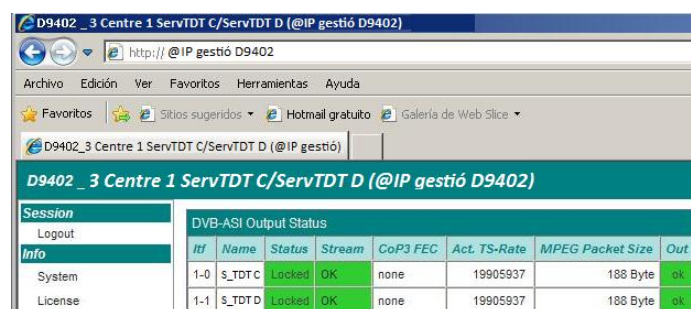 D9402 _ 3 Centre 1 ServTDT C/ServTDT D (@IP gestió D9402)
http:// @IP gestió D9402
Archivo Edición Ver Favoritos Herramientas Ayuda
Favoritos Sitios sugeridos Hotmail gratuito Galería de Web Slice
D9402_3 Centre 1 ServTDT C/ServTDT D (@IP gestió)
D9402 _ 3 Centre 1 ServTDT C/ServTDT D (@IP gestió D9402)
Session
Logout
Info
System
License
DVB-ASI Output Status
Itf Name Status Stream CoP3 FEC Act. TS-Rate MPEG Packet Size Out
1-0 S_TDT C Locked OK none 19905937 188 Byte ok
1-1 S_TDT D Locked OK none 19905937 188 Byte ok